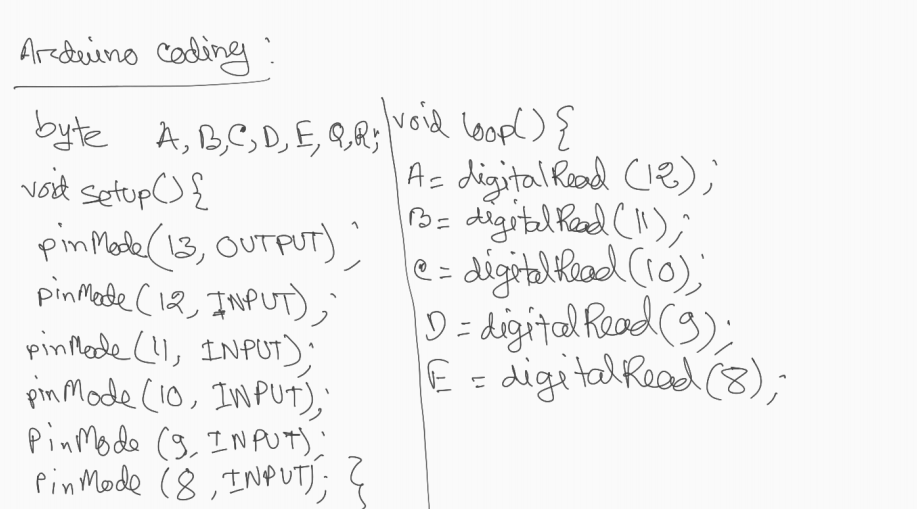 Arduino coding :
byte A, B, C, D, E, Q, R;
void setup() {
pinMode(13, OUTPUT);
pinMode(12, INPUT);
pinMode(11, INPUT);
pinMode(10, INPUT);
PinMode (9, INPUT);
pinMode (8, INPUT); }
void loop() {
A = digitalRead (12);
B = digitalRead(11);
C = digitalRead(10);
D = digitalRead(9);
E = digitalRead(8);